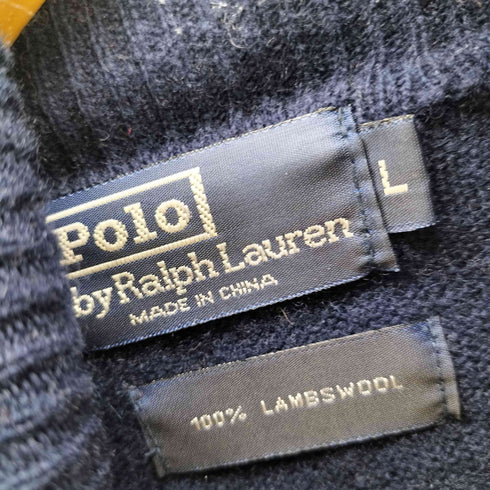 Polo
by Ralph Lauren
MADE IN CHINA
L
100% LAMBSWOOL